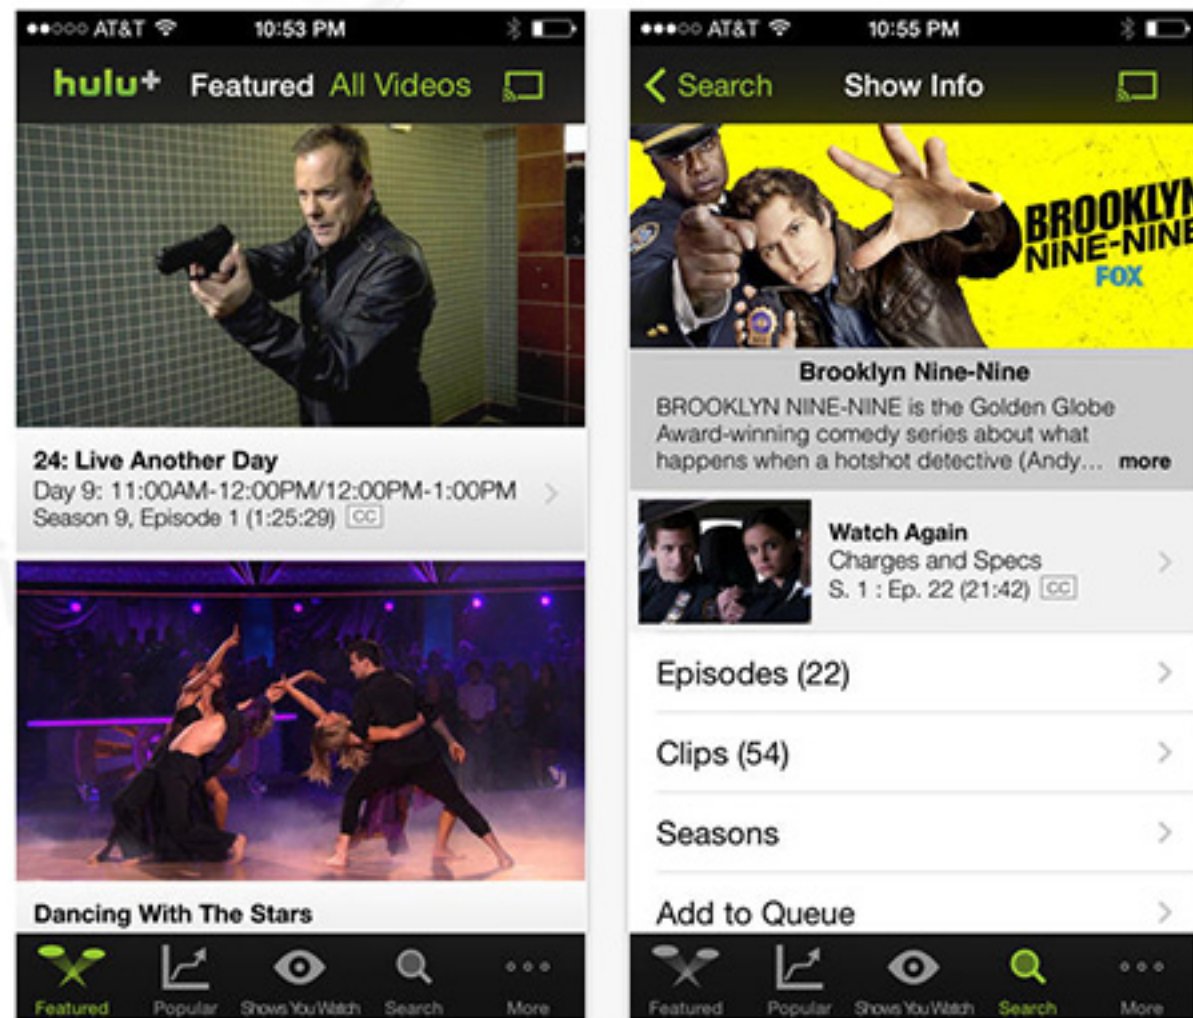 AT&T 10:53 PM
hulu+ Featured All Videos
24: Live Another Day
Day 9: 11:00AM-12:00PM/12:00PM-1:00PM
Season 9, Episode 1 (1:25:29) CC
Dancing With The Stars
Featured Popular Shows You Watch Search More
AT&T 10:55 PM
Search Show Info
BROOKLYN
NINE-NINE
FOX
Brooklyn Nine-Nine
BROOKLYN NINE-NINE is the Golden Globe
Award-winning comedy series about what
happens when a hotshot detective (Andy... more
Watch Again
Charges and Specs
S. 1 : Ep. 22 (21:42) CC
Episodes (22)
Clips (54)
Seasons
Add to Queue
Featured Popular Shows You Watch Search More